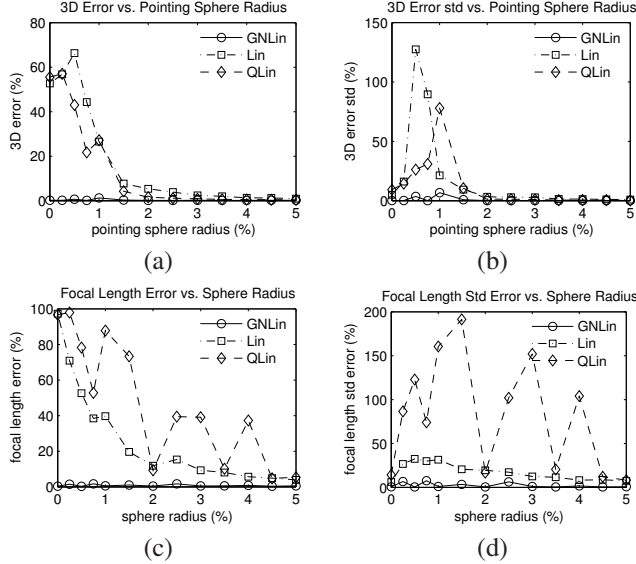 3D Error vs. Pointing Sphere Radius
80
60
40
20
0
3D error (%)
GNLin
Lin
QLin
0 1 2 3 4 5
pointing sphere radius (%)
(a)
3D Error std vs. Pointing Sphere Radius
150
100
50
0
3D error std (%)
GNLin
Lin
QLin
0 1 2 3 4 5
pointing sphere radius (%)
(b)
Focal Length Error vs. Sphere Radius
100
80
60
40
20
0
focal length error (%)
GNLin
Lin
QLin
0 1 2 3 4 5
sphere radius (%)
(c)
Focal Length Std Error vs. Sphere Radius
200
150
100
50
0
focal length std error (%)
GNLin
Lin
QLin
0 1 2 3 4 5
sphere radius (%)
(d)